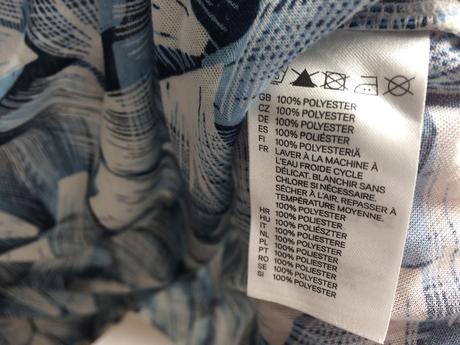 GB 100% POLYESTER
CZ 100% POLYESTER
DE 100% POLYESTER
ES 100% POLIÉSTER
FI 100% POLYESTERIÄ
FR LAVER À LA MACHINE À
L'EAU FROIDE CYCLE
DÉLICAT. BLANCHIR SANS
CHLORE SI NÉCESSAIRE.
SÉCHER À L'AIR. REPASSER À
TEMPÉRATURE MOYENNE.
100% POLYESTER
HR 100% POLIESTER
HU 100% POLIÉSZTER
IT 100% POLIESTERE
NL 100% POLYESTER
PL 100% POLIESTER
PT 100% POLIÉSTER
RO 100% POLIESTER
SE 100% POLYESTER
SI 100% POLYESTER